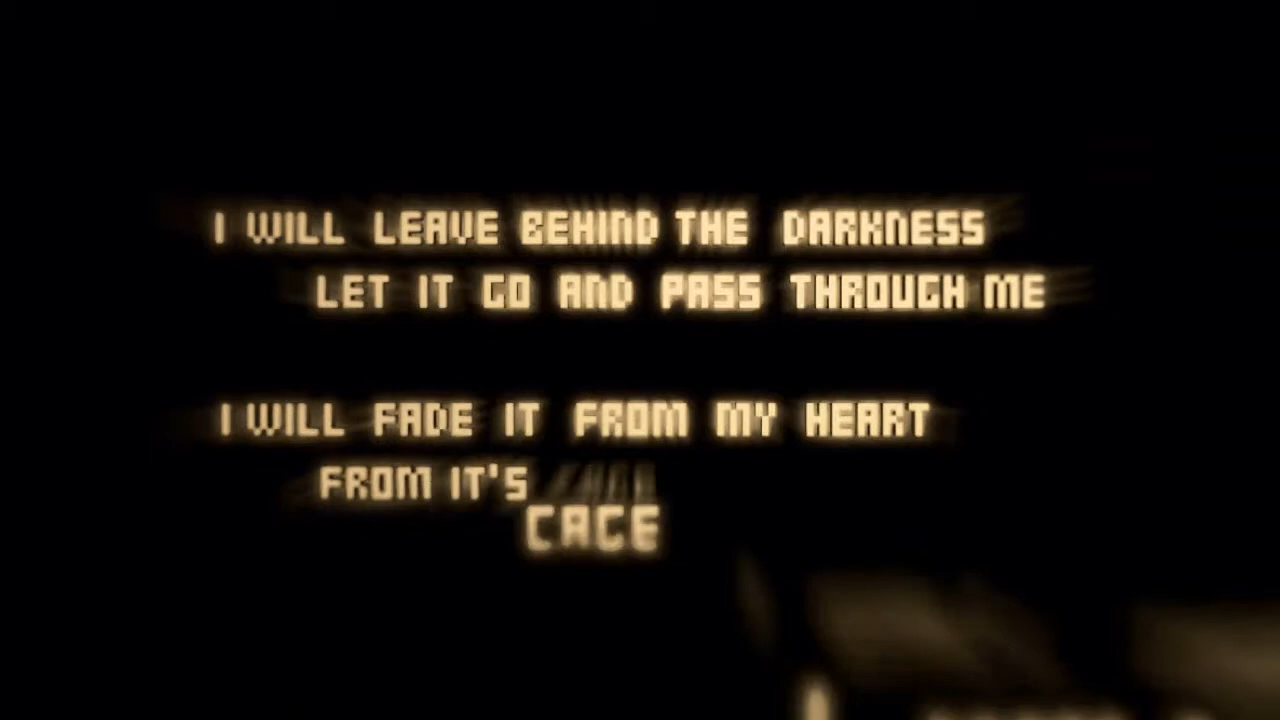 I WILL LEAVE BEHIND THE DARKNESS
LET IT GO AND PASS THROUGH ME
I WILL FADE IT FROM MY HEART
FROM IT'S
CAGE